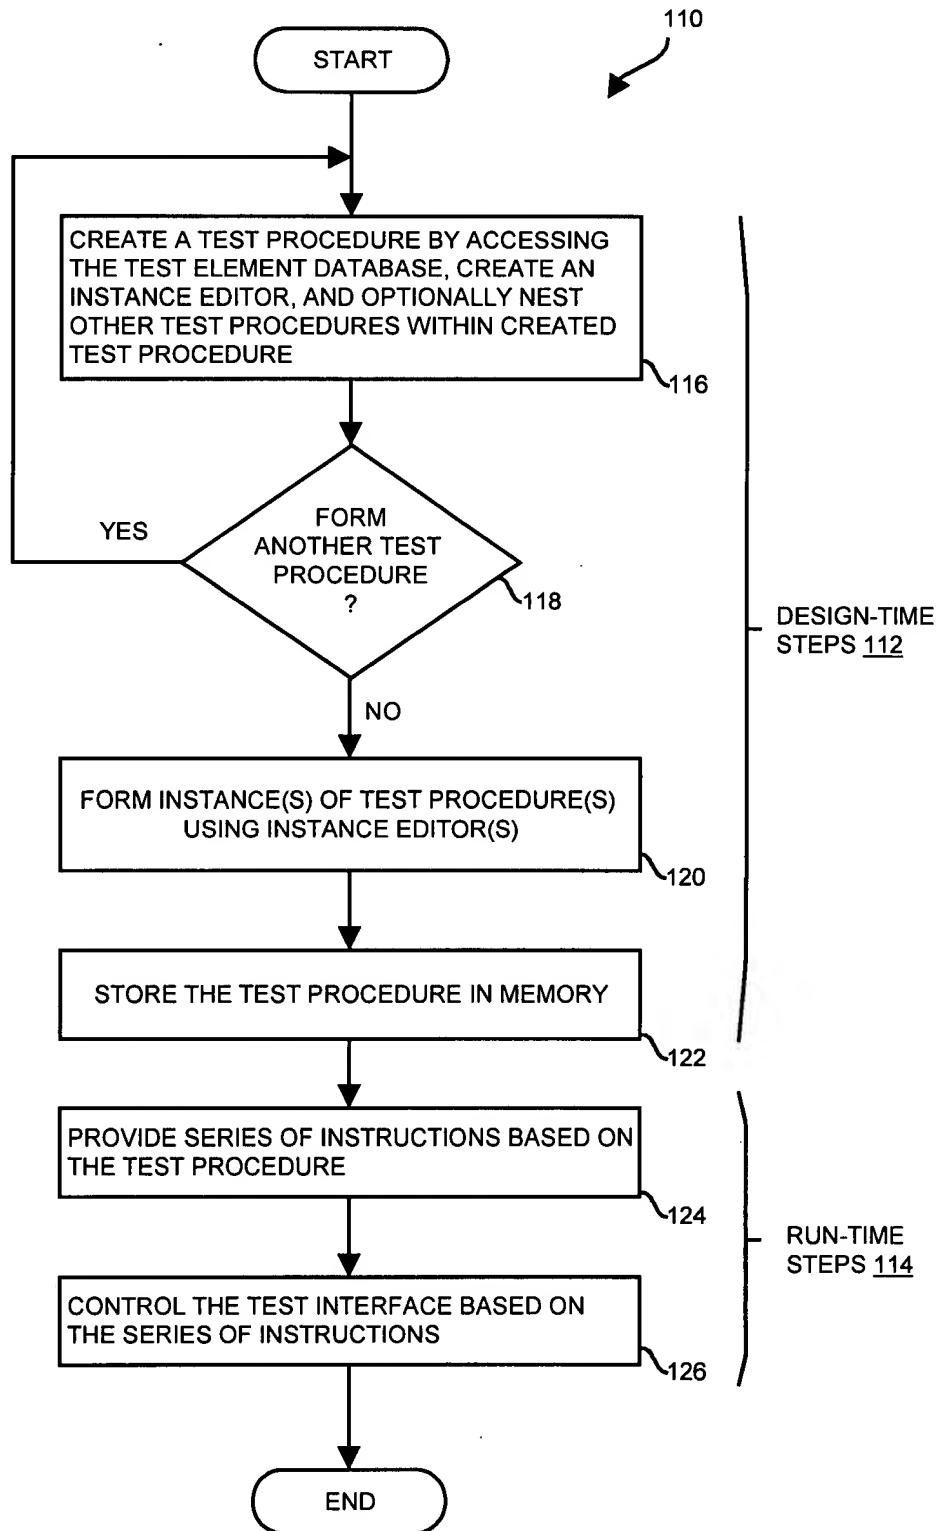 110
START
CREATE A TEST PROCEDURE BY ACCESSING
THE TEST ELEMENT DATABASE, CREATE AN
INSTANCE EDITOR, AND OPTIONALLY NEST
OTHER TEST PROCEDURES WITHIN CREATED
TEST PROCEDURE
116
YES
FORM
ANOTHER TEST
PROCEDURE
?
118
DESIGN-TIME
STEPS 112
NO
FORM INSTANCE(S) OF TEST PROCEDURE(S)
USING INSTANCE EDITOR(S)
120
STORE THE TEST PROCEDURE IN MEMORY
122
PROVIDE SERIES OF INSTRUCTIONS BASED ON
THE TEST PROCEDURE
124
RUN-TIME
STEPS 114
CONTROL THE TEST INTERFACE BASED ON
THE SERIES OF INSTRUCTIONS
126
END